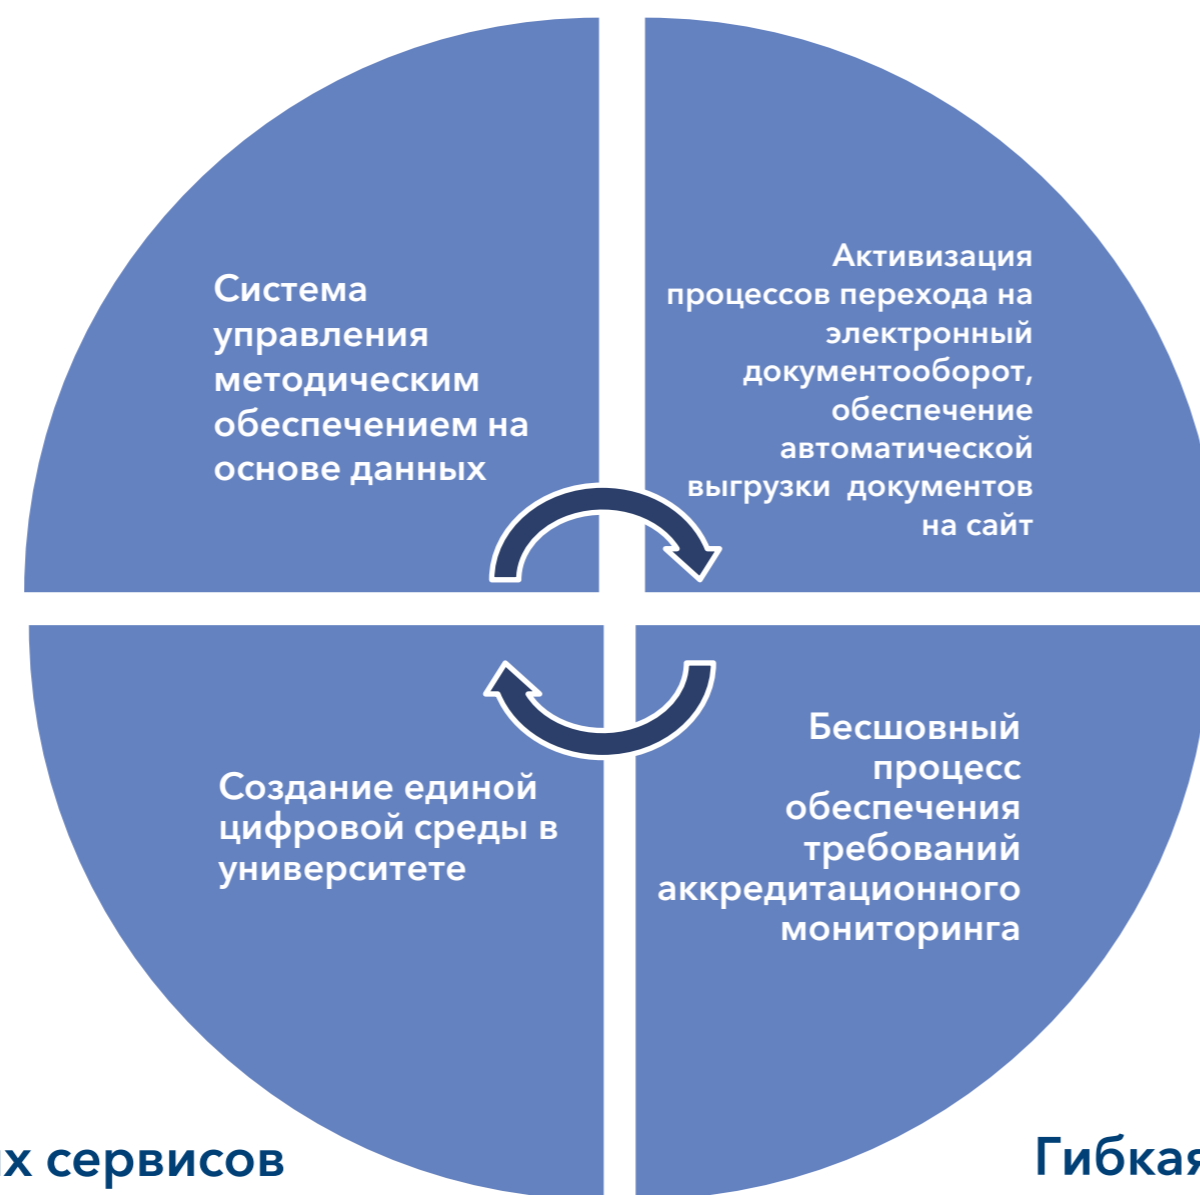 Система
управления
методическим
обеспечением на
основе данных
Активизация
процессов перехода на
электронный
документооборот,
обеспечение
автоматической
выгрузки документов
на сайт
Создание единой
цифровой среды в
университете
Бесшовный
процесс
обеспечения
требований
аккредитационного
мониторинга
х сервисов
Гибкая